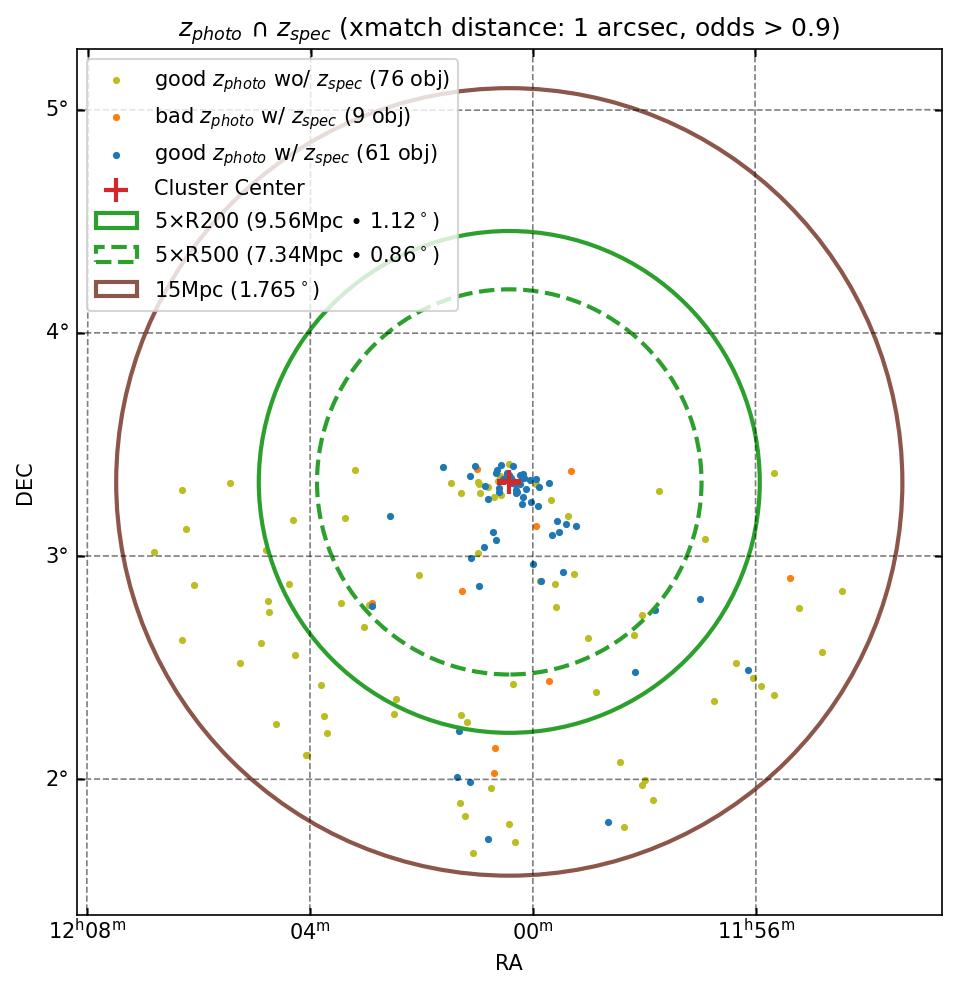 z_photo ∩ z_spec (xmatch distance: 1 arcsec, odds > 0.9)
good z_photo wo/ z_spec (76 obj)
bad z_photo w/ z_spec (9 obj)
good z_photo w/ z_spec (61 obj)
Cluster Center
5×R200 (9.56Mpc • 1.12°)
5×R500 (7.34Mpc • 0.86°)
15Mpc (1.765°)
5°
4°
3°
2°
DEC
12h08m 04m 00m 11h56m
RA